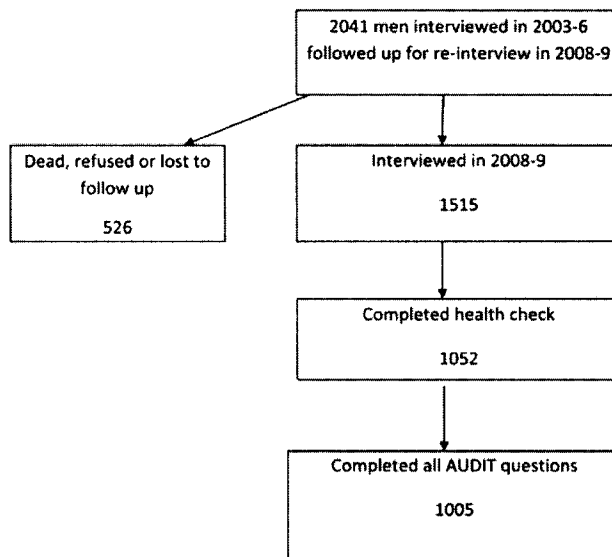 2041 men interviewed in 2003-6
followed up for re-interview in 2008-9
Dead, refused or lost to
follow up
526
Interviewed in 2008-9
1515
Completed health check
1052
Completed all AUDIT questions
1005